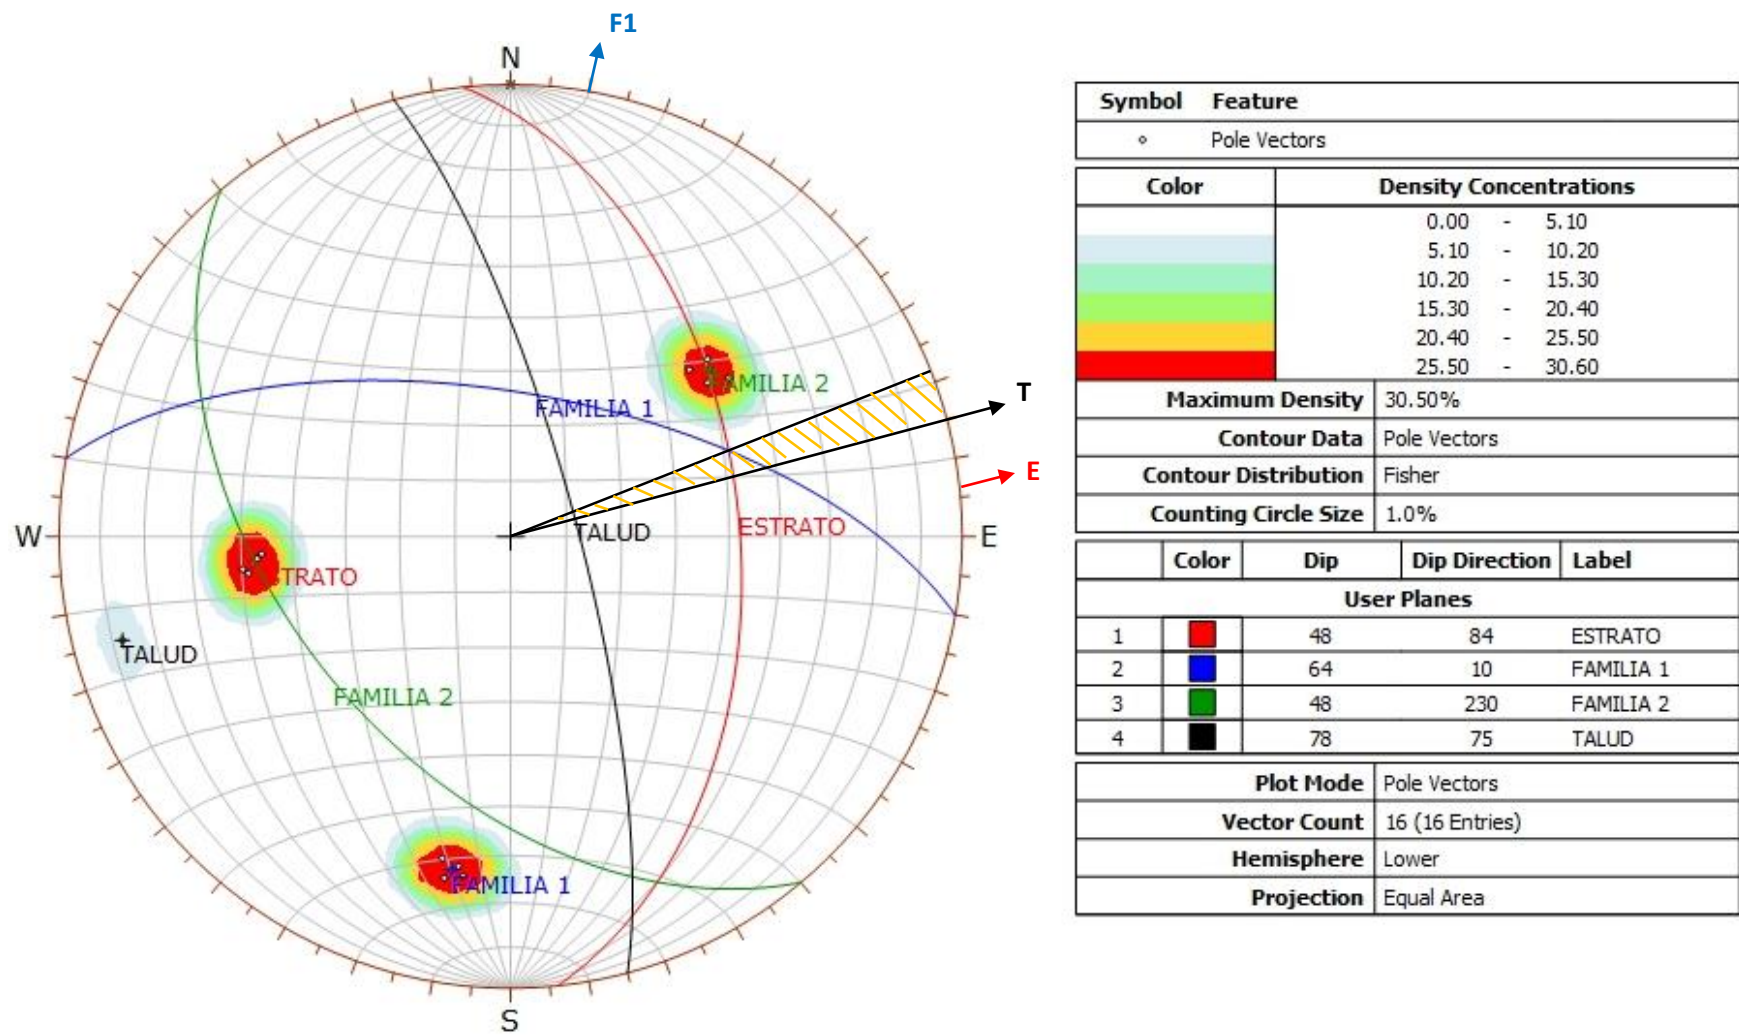 F1
N
T
E
E
W
S
FAMILIA 2
FAMILIA 1
TALUD
ESTRATO
STRATO
TALUD
FAMILIA 2
FAMILIA 1
Symbol Feature
Pole Vectors
Color Density Concentrations
0.00 - 5.10
5.10 - 10.20
10.20 - 15.30
15.30 - 20.40
20.40 - 25.50
25.50 - 30.60
Maximum Density 30.50%
Contour Data Pole Vectors
Contour Distribution Fisher
Counting Circle Size 1.0%
Color Dip Dip Direction Label
User Planes
1 48 84 ESTRATO
2 64 10 FAMILIA 1
3 48 230 FAMILIA 2
4 78 75 TALUD
Plot Mode Pole Vectors
Vector Count 16 (16 Entries)
Hemisphere Lower
Projection Equal Area